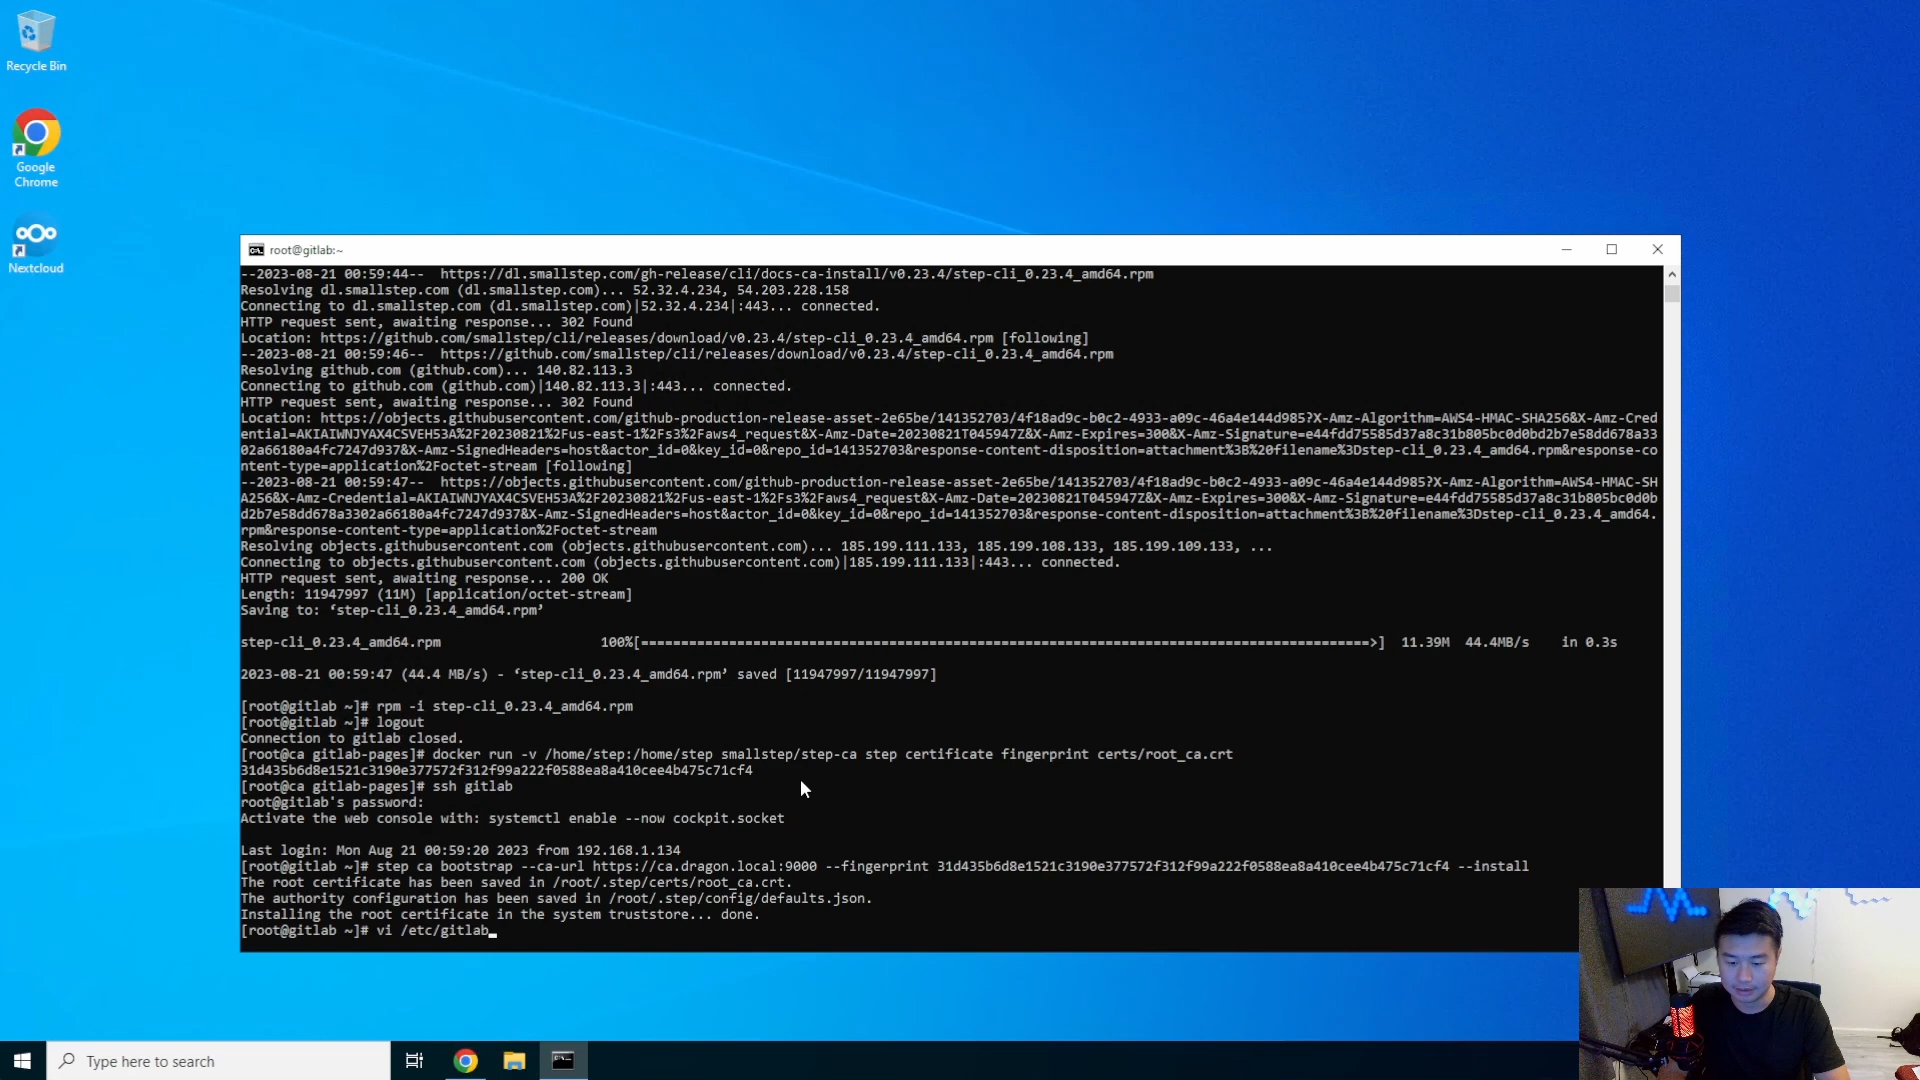 Recycle Bin
Google
Chrome
Nextcloud
root@gitlab:~
--2023-08-21 00:59:44-- https://dl.smallstep.com/gh-release/cli/docs-ca-install/v0.23.4/step-cli_0.23.4_amd64.rpm
Resolving dl.smallstep.com (dl.smallstep.com)... 52.32.4.234, 54.203.228.158
Connecting to dl.smallstep.com (dl.smallstep.com)|52.32.4.234|:443... connected.
HTTP request sent, awaiting response... 302 Found
Location: https://github.com/smallstep/cli/releases/download/v0.23.4/step-cli_0.23.4_amd64.rpm [following]
--2023-08-21 00:59:46-- https://github.com/smallstep/cli/releases/download/v0.23.4/step-cli_0.23.4_amd64.rpm
Resolving github.com (github.com)... 140.82.113.3
Connecting to github.com (github.com)|140.82.113.3|:443... connected.
HTTP request sent, awaiting response... 302 Found
Location: https://objects.githubusercontent.com/github-production-release-asset-2e65be/141352703/4f18ad9c-b0c2-4933-a09c-46a4e144d985?X-Amz-Algorithm=AWS4-HMAC-SHA256&X-Amz-Cred
ential=AKIAIWNJYAX4CSVEH53A%2F20230821%2Fus-east-1%2Fs3%2Faws4_request&X-Amz-Date=20230821T045947Z&X-Amz-Expires=300&X-Amz-Signature=e44fdd75585d37a8c31b805bc0d0bd2b7e58dd678a33
02a66180a4fc7247d937&X-Amz-SignedHeaders=host&actor_id=0&key_id=0&repo_id=141352703&response-content-disposition=attachment%3B%20filename%3Dstep-cli_0.23.4_amd64.rpm&response-co
ntent-type=application%2Foctet-stream [following]
--2023-08-21 00:59:47-- https://objects.githubusercontent.com/github-production-release-asset-2e65be/141352703/4f18ad9c-b0c2-4933-a09c-46a4e144d985?X-Amz-Algorithm=AWS4-HMAC-SH
A256&X-Amz-Credential=AKIAIWNJYAX4CSVEH53A%2F20230821%2Fus-east-1%2Fs3%2Faws4_request&X-Amz-Date=20230821T045947Z&X-Amz-Expires=300&X-Amz-Signature=e44fdd75585d37a8c31b805bc0d0b
d2b7e58dd678a3302a66180a4fc7247d937&X-Amz-SignedHeaders=host&actor_id=0&key_id=0&repo_id=141352703&response-content-disposition=attachment%3B%20filename%3Dstep-cli_0.23.4_amd64.
rpm&response-content-type=application%2Foctet-stream
Resolving objects.githubusercontent.com (objects.githubusercontent.com)... 185.199.111.133, 185.199.108.133, 185.199.109.133, ...
Connecting to objects.githubusercontent.com (objects.githubusercontent.com)|185.199.111.133|:443... connected.
HTTP request sent, awaiting response... 200 OK
Length: 11947997 (11M) [application/octet-stream]
Saving to: ‘step-cli_0.23.4_amd64.rpm’
step-cli_0.23.4_amd64.rpm 100%[============================================================================================>] 11.39M 44.4MB/s in 0.3s
2023-08-21 00:59:47 (44.4 MB/s) - ‘step-cli_0.23.4_amd64.rpm’ saved [11947997/11947997]
[root@gitlab ~]# rpm -i step-cli_0.23.4_amd64.rpm
[root@gitlab ~]# logout
Connection to gitlab closed.
[root@ca gitlab-pages]# docker run -v /home/step:/home/step smallstep/step-ca step certificate fingerprint certs/root_ca.crt
31d435b6d8e1521c3190e377572f312f99a222f0588ea8a410cee4b475c71cf4
[root@ca gitlab-pages]# ssh gitlab
root@gitlab's password:
Activate the web console with: systemctl enable --now cockpit.socket
Last login: Mon Aug 21 00:59:20 2023 from 192.168.1.134
[root@gitlab ~]# step ca bootstrap --ca-url https://ca.dragon.local:9000 --fingerprint 31d435b6d8e1521c3190e377572f312f99a222f0588ea8a410cee4b475c71cf4 --install
The root certificate has been saved in /root/.step/certs/root_ca.crt.
The authority configuration has been saved in /root/.step/config/defaults.json.
Installing the root certificate in the system truststore... done.
[root@gitlab ~]# vi /etc/gitlab
Type here to search